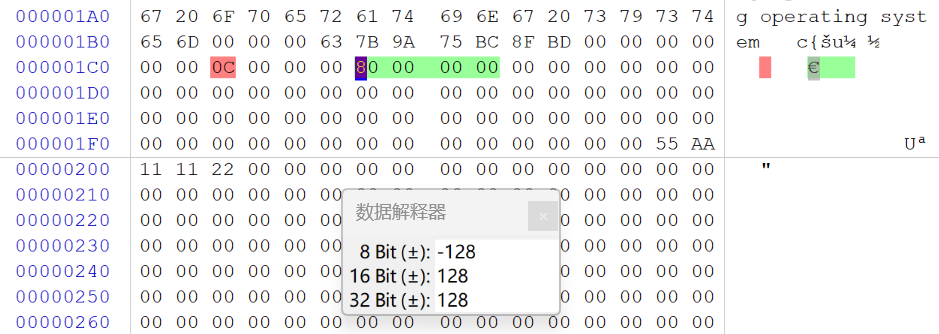 000001A0 67 20 6F 70 65 72 61 74 69 6E 67 20 73 79 73 74 g operating syst
000001B0 65 6D 00 00 00 63 7B 9A 75 BC 8F BD 00 00 00 00 em c{šu¼ ½
000001C0 00 00 0C 00 00 00 80 00 00 00 00 00 00 00 00 00 €
000001D0 00 00 00 00 00 00 00 00 00 00 00 00 00 00 00 00
000001E0 00 00 00 00 00 00 00 00 00 00 00 00 00 00 00 00
000001F0 00 00 00 00 00 00 00 00 00 00 00 00 00 00 55 AA Uª
00000200 11 11 22 00 00 00 00 00 00 00 00 00 00 00 00 00 "
00000210 00 00 00 00 00 00 00 00 00 00 00 00 00 00
00000220 00 00 00 00 00 00 00 00 00 00 00
00000230 00 00 00 00 00 00 00 00 00 00 00
00000240 00 00 00 00 00 00 00 00 00 00 00
00000250 00 00 00 00 00 00 00 00 00 00 00
00000260 00 00 00 00 00 00 00 00 00 00 00 00 00 00 00 00
数据解释器 ×
8 Bit (±): -128
16 Bit (±): 128
32 Bit (±): 128